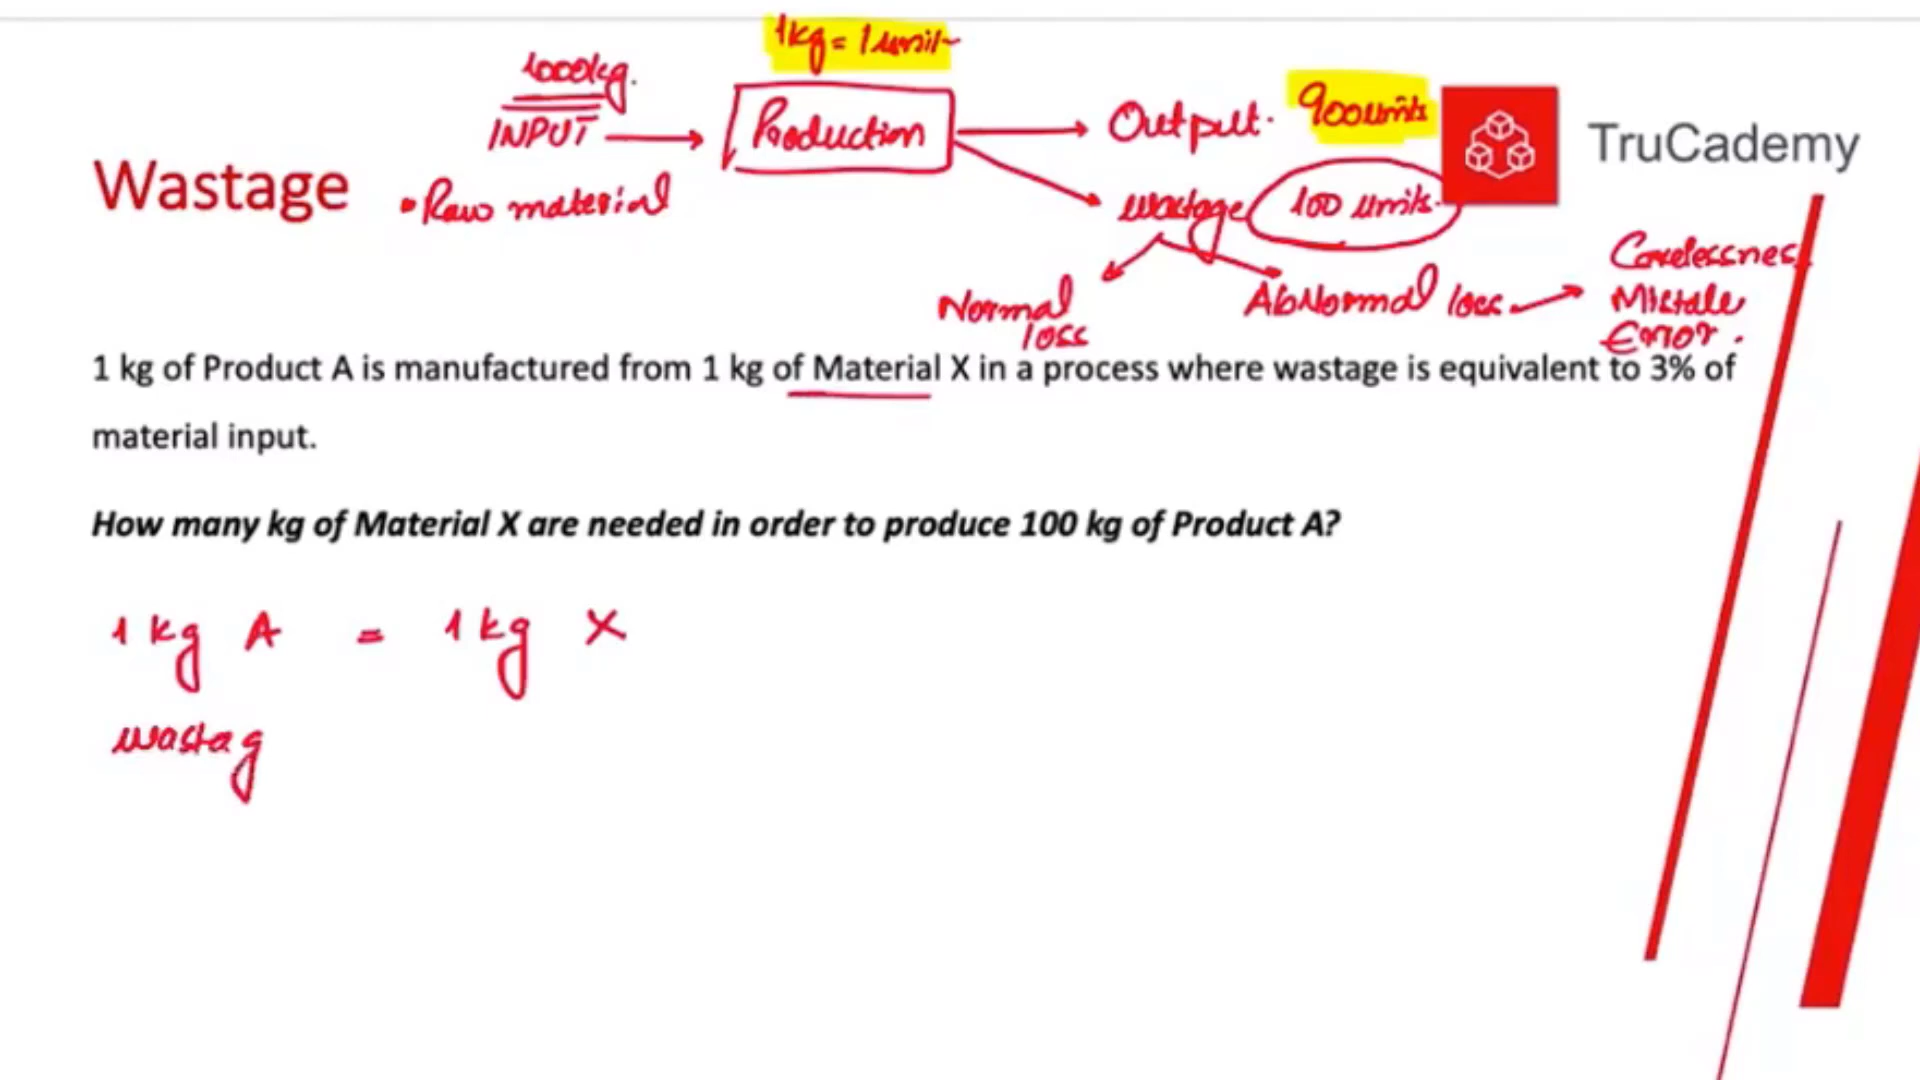 1kg = 1 unit
1000kg.
INPUT
Production
Output.
900 units
TruCademy
Wastage
• Raw material
wastage
100 units.
Carelessness
Normal
loss
AbNormal loss
Mistake
Error.
1 kg of Product A is manufactured from 1 kg of Material X in a process where wastage is equivalent to 3% of
material input.
How many kg of Material X are needed in order to produce 100 kg of Product A?
1 kg A = 1 kg X
wastag